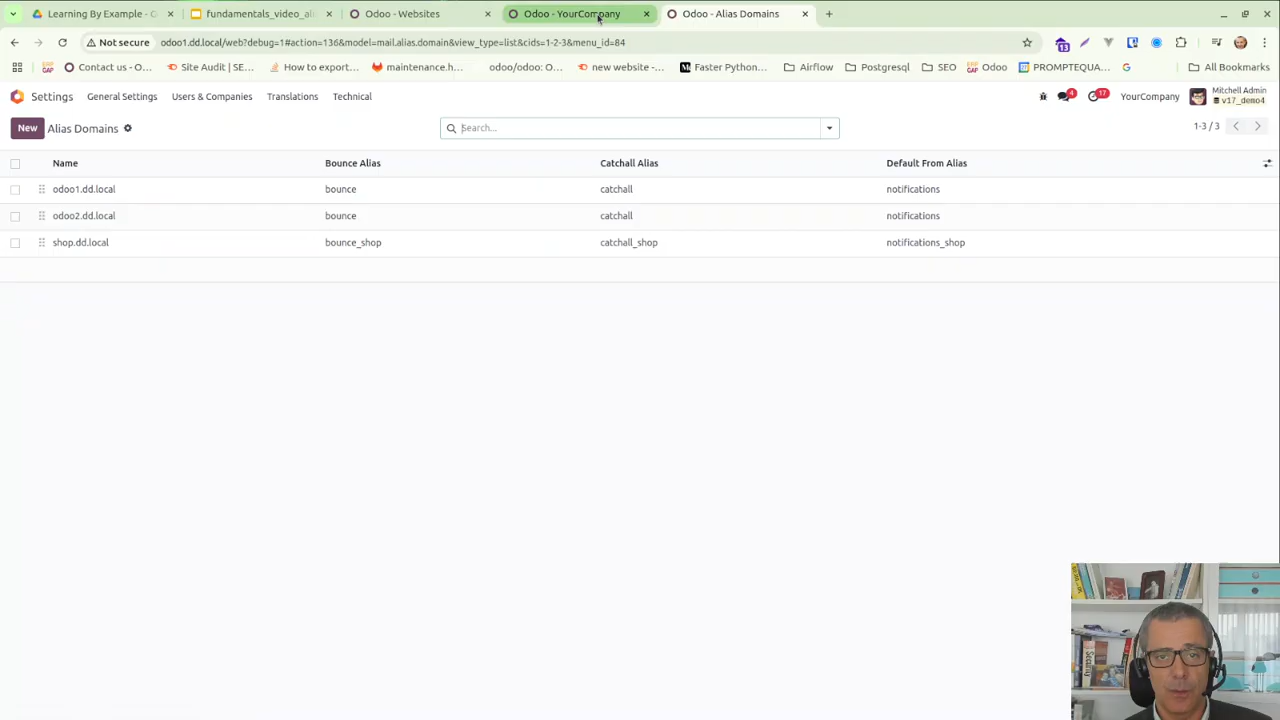 Learning By Example - G
fundamentals_video_ali
Odoo - Websites
Odoo - YourCompany
Odoo - Alias Domains
Not secure
odoo1.dd.local/web?debug=1#action=136&model=mail.alias.domain&view_type=list&cids=1-2-3&menu_id=84
13
Contact us - O…
Site Audit | SE…
How to export…
maintenance.h…
odoo/odoo: O…
new website -…
Faster Python…
Airflow
Postgresql
SEO
Odoo
PROMPTEQUA…
All Bookmarks
Settings
General Settings
Users & Companies
Translations
Technical
4
17
YourCompany
Mitchell Admin
v17_demo4
New
Alias Domains
Search...
1-3 / 3
Name Bounce Alias Catchall Alias Default From Alias
odoo1.dd.local bounce catchall notifications
odoo2.dd.local bounce catchall notifications
shop.dd.local bounce_shop catchall_shop notifications_shop